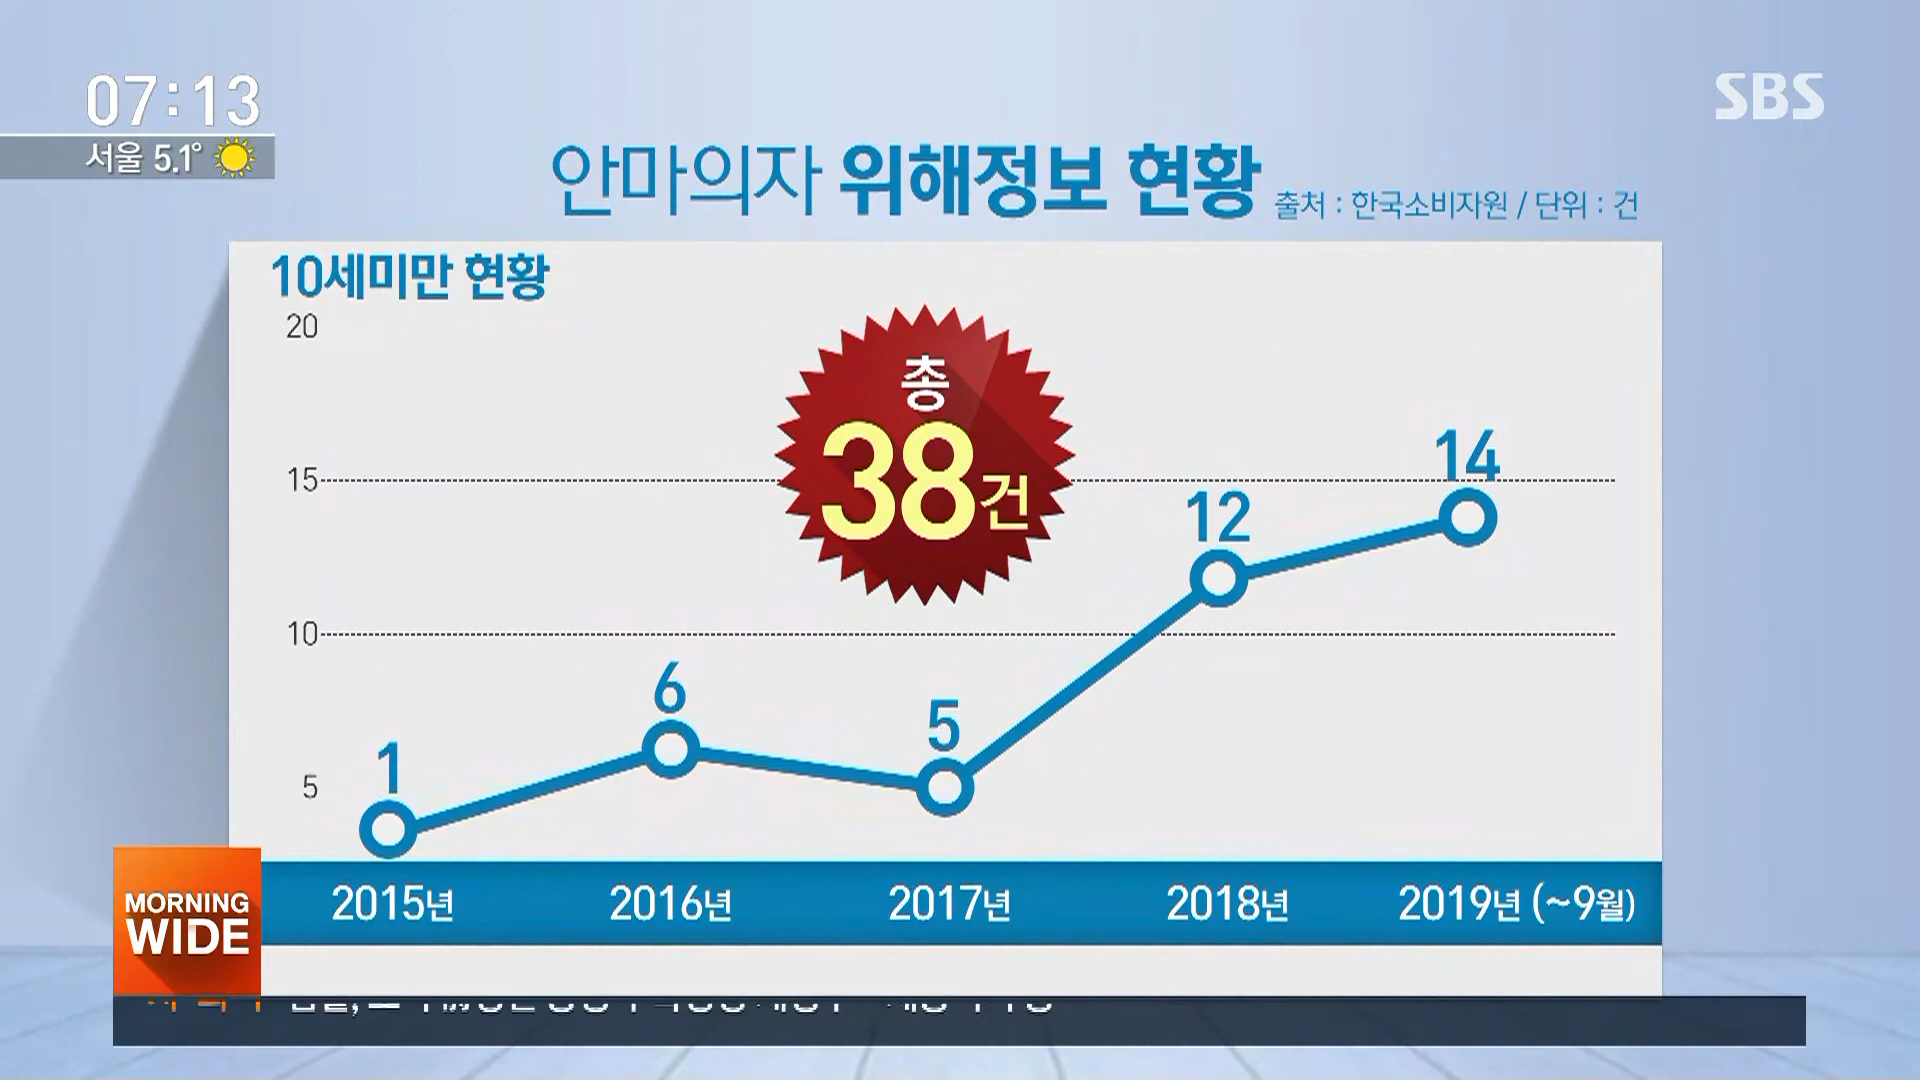 07:13
SBS
서울 5.1°
안마의자 위해정보 현황
출처 : 한국소비자원 / 단위 : 건
10세미만 현황
20
15
10
5
총
38건
1
6
5
12
14
2015년
2016년
2017년
2018년
2019년 (~9월)
MORNING
WIDE